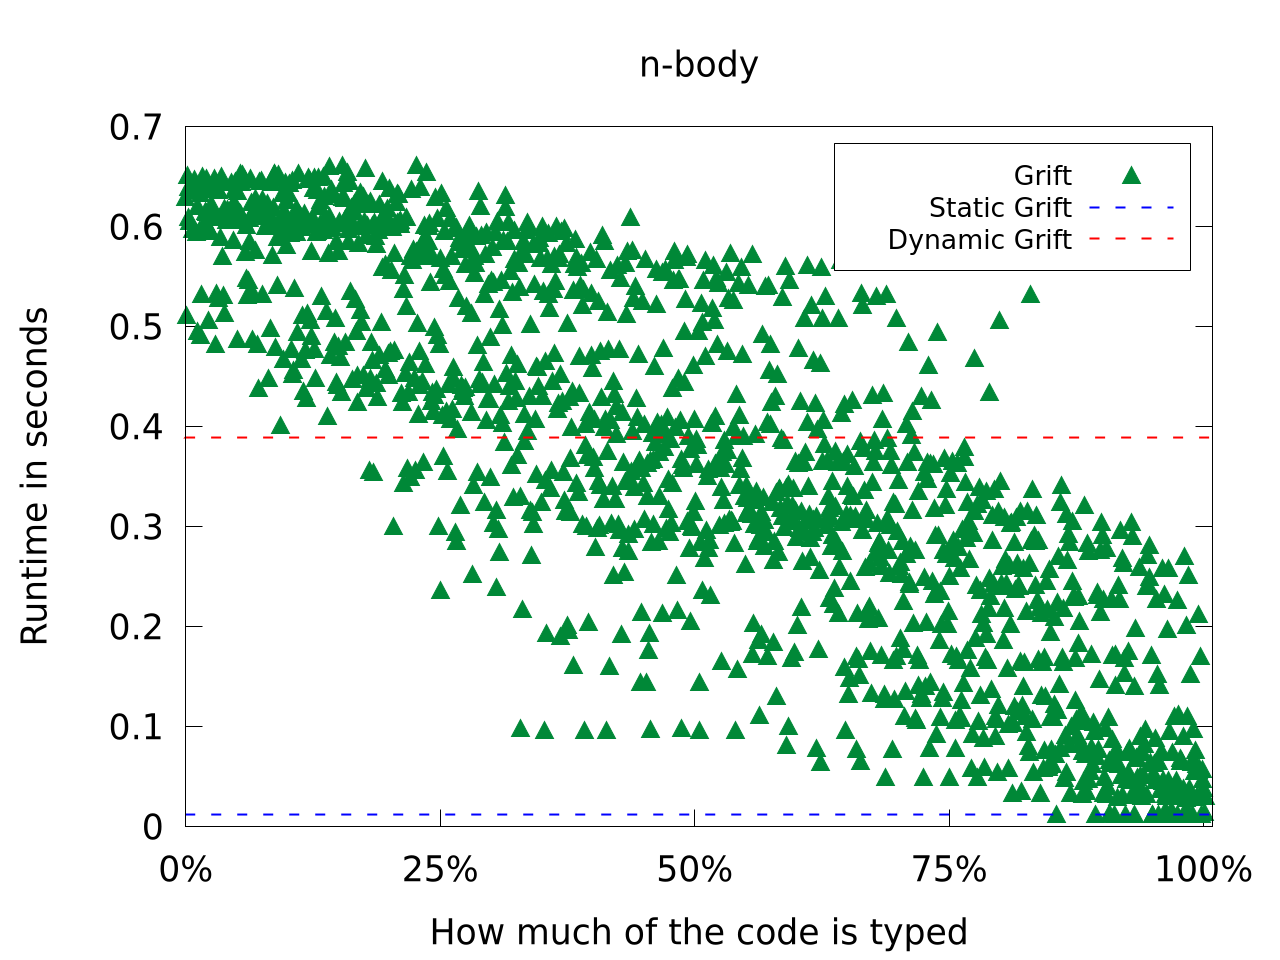 n-body
0.7
0.6
0.5
0.4
0.3
0.2
0.1
0
Runtime in seconds
Grift
Static Grift
Dynamic Grift
0% 25% 50% 75% 100%
How much of the code is typed